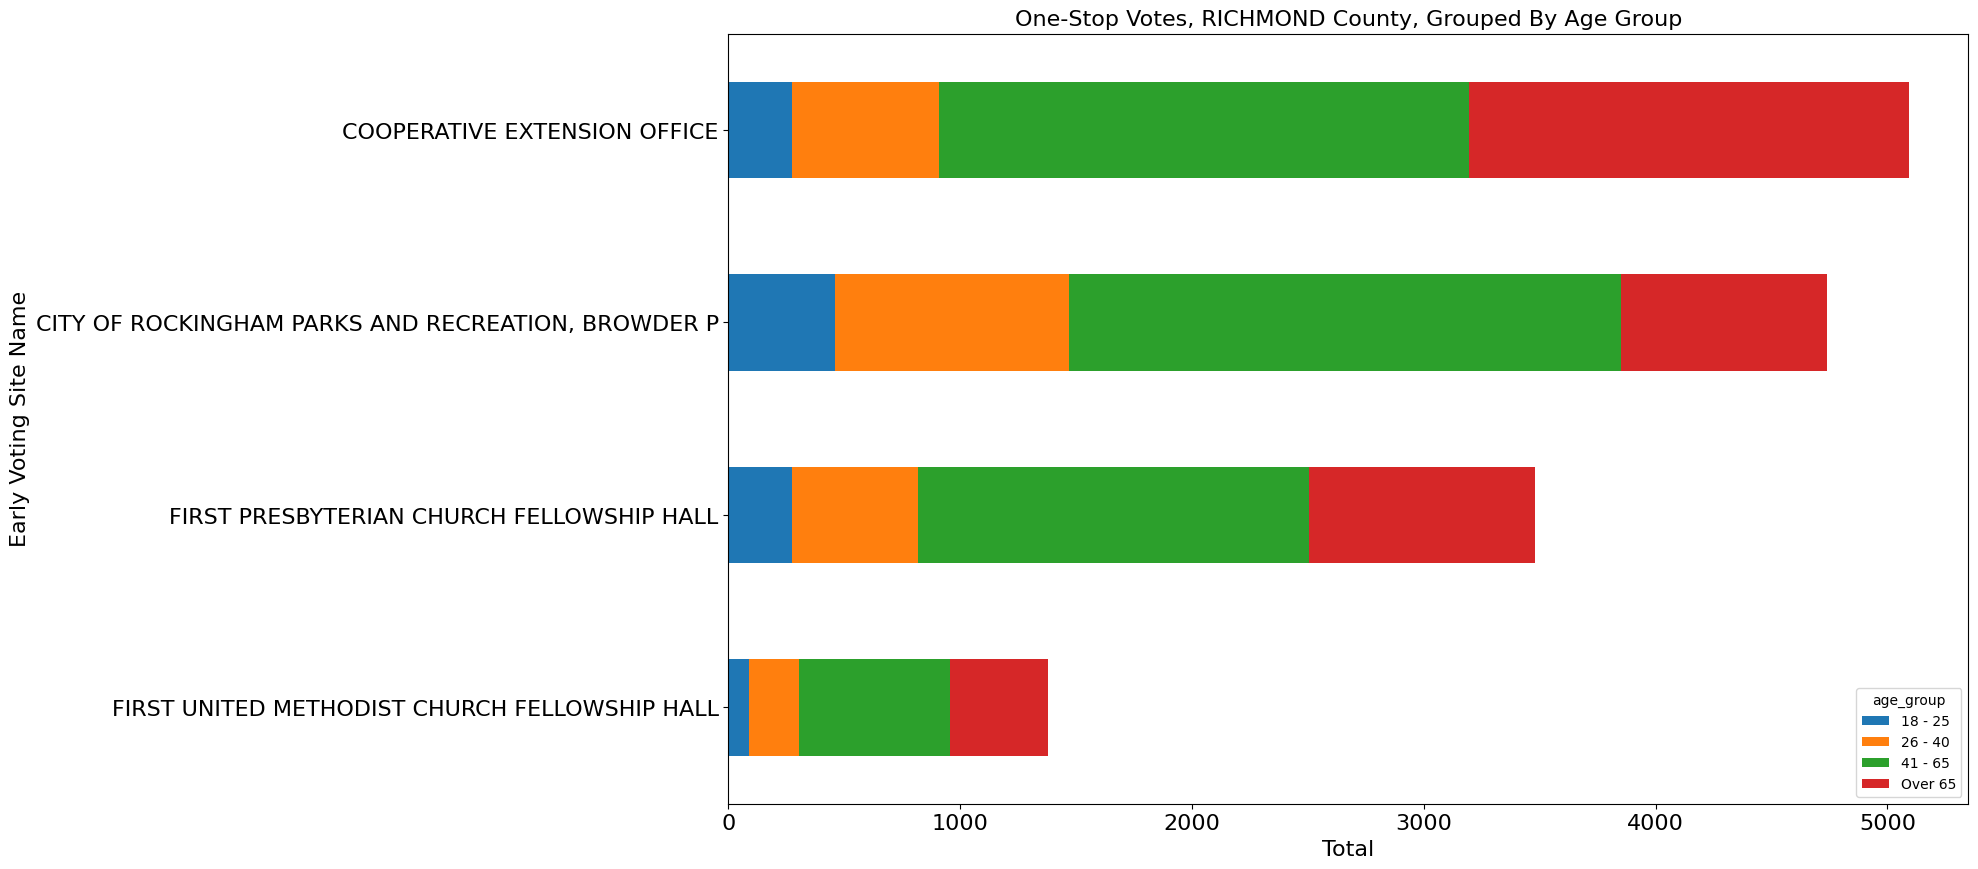 One-Stop Votes, RICHMOND County, Grouped By Age Group
Early Voting Site Name
COOPERATIVE EXTENSION OFFICE
CITY OF ROCKINGHAM PARKS AND RECREATION, BROWDER P
FIRST PRESBYTERIAN CHURCH FELLOWSHIP HALL
FIRST UNITED METHODIST CHURCH FELLOWSHIP HALL
age_group
18 - 25
26 - 40
41 - 65
Over 65
0 1000 2000 3000 4000 5000
Total